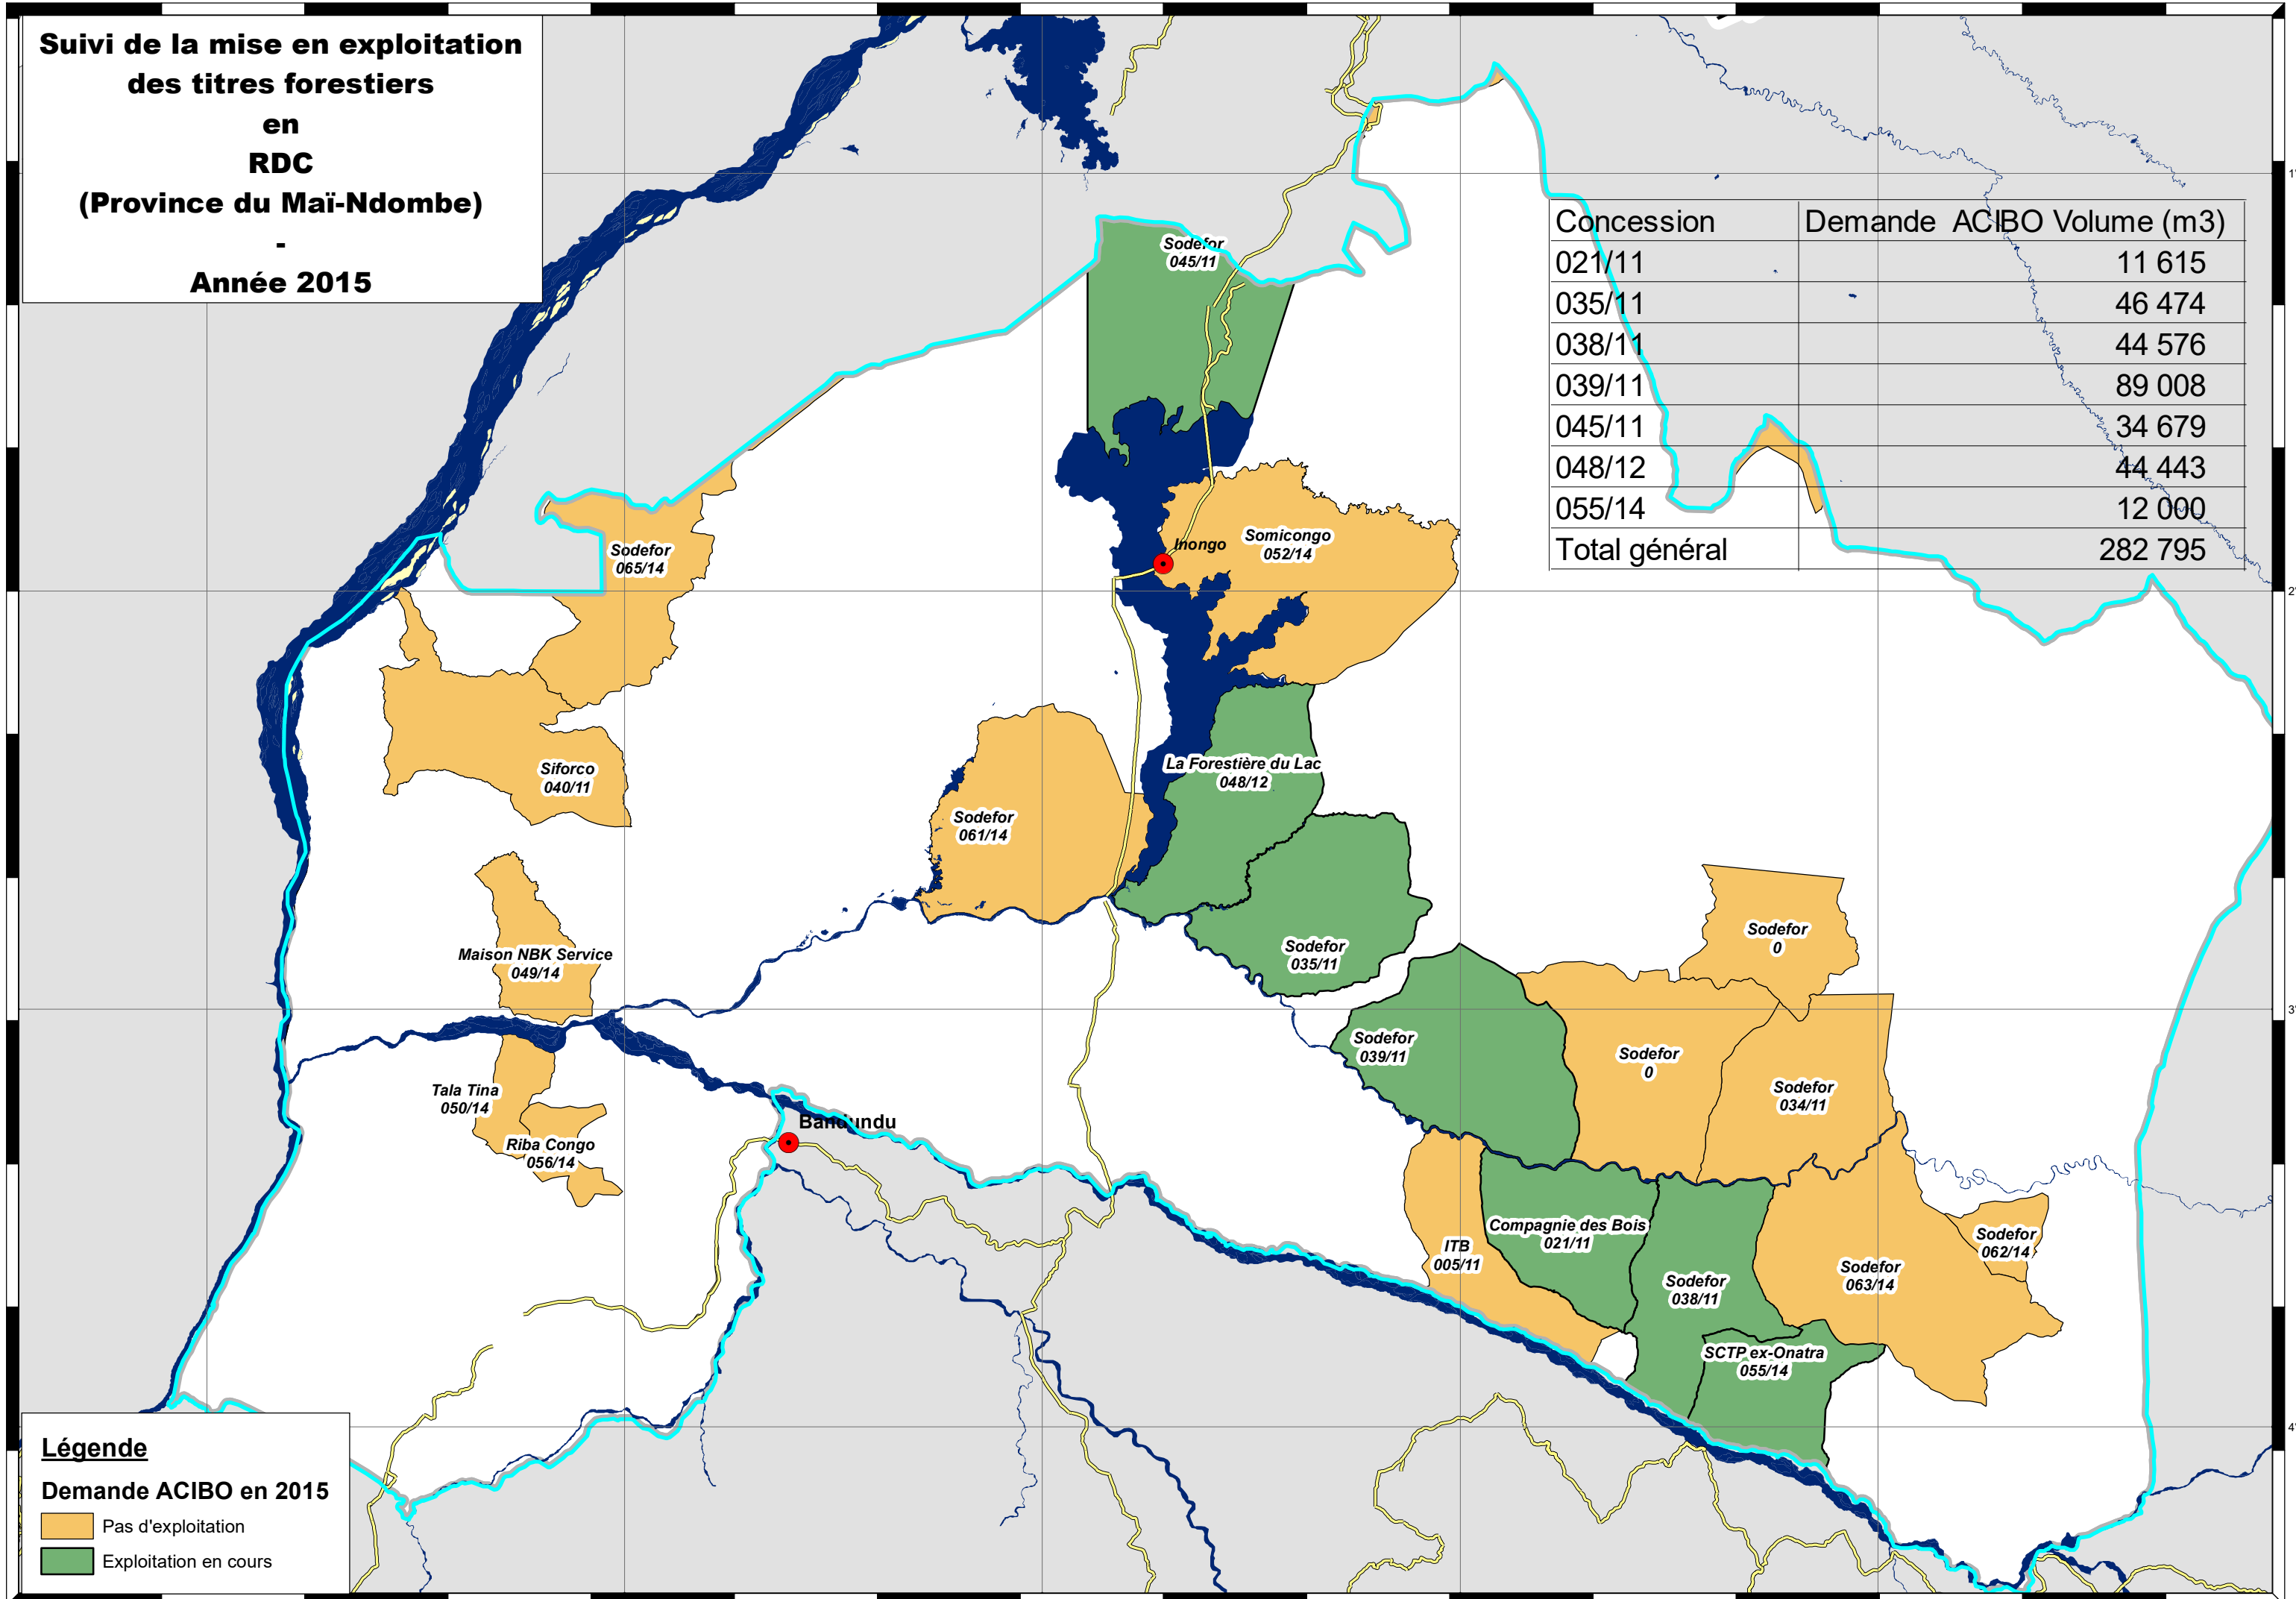 Suivi de la mise en exploitation
des titres forestiers
en
RDC
(Province du Maï-Ndombe)
-
Année 2015
Concession Demande ACIBO Volume (m3)
021/11 11 615
035/11 46 474
038/11 44 576
039/11 89 008
045/11 34 679
048/12 44 443
055/14 12 000
Total général 282 795
Sodefor
045/11
Sodefor
065/14
Inongo
Somicongo
052/14
Siforco
040/11
La Forestière du Lac
048/12
Sodefor
061/14
Sodefor
035/11
Maison NBK Service
049/14
Sodefor
0
Sodefor
039/11
Sodefor
0
Sodefor
034/11
Tala Tina
050/14
Bandundu
Riba Congo
056/14
Compagnie des Bois
021/11
ITB
005/11
Sodefor
038/11
Sodefor
063/14
Sodefor
062/14
SCTP ex-Onatra
055/14
Légende
Demande ACIBO en 2015
Pas d'exploitation
Exploitation en cours